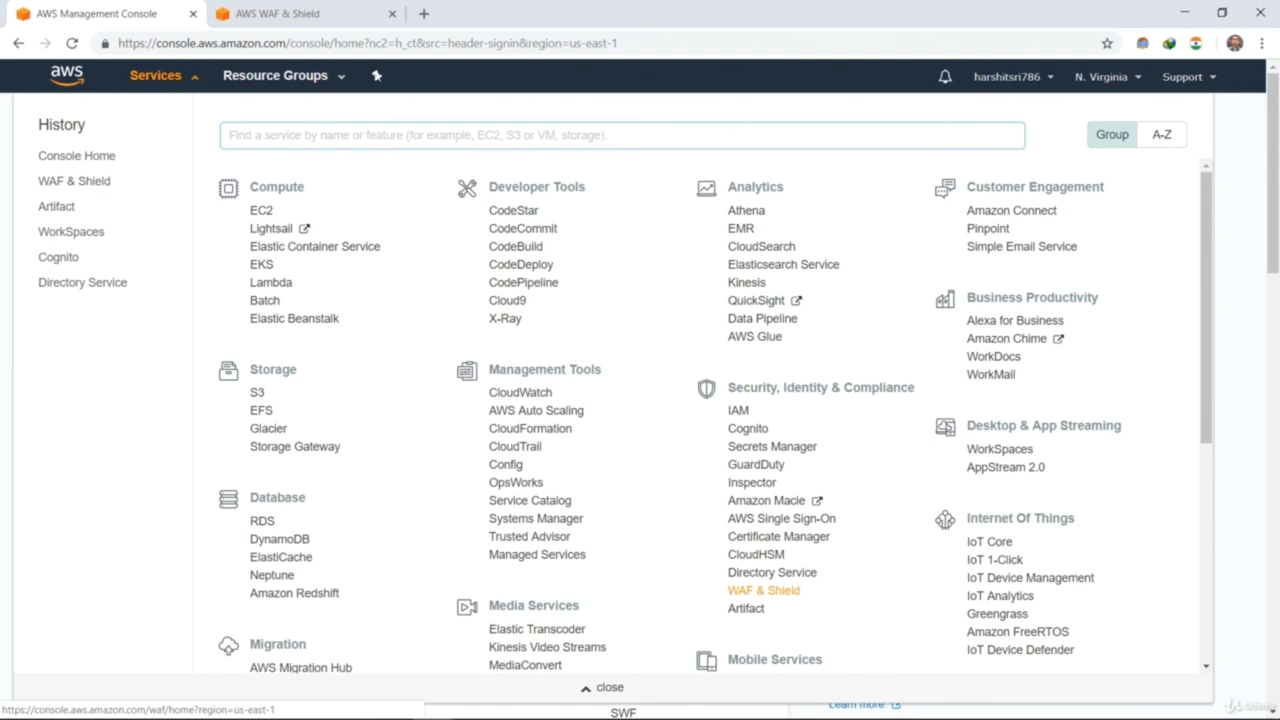 AWS Management Console
AWS WAF & Shield
https://console.aws.amazon.com/console/home?nc2=h_ct&src=header-signin&region=us-east-1
aws
Services
Resource Groups
harshitsri786
N. Virginia
Support
History
Console Home
WAF & Shield
Artifact
WorkSpaces
Cognito
Directory Service
Find a service by name or feature (for example, EC2, S3 or VM, storage).
Group
A-Z
Compute
EC2
Lightsail
Elastic Container Service
EKS
Lambda
Batch
Elastic Beanstalk
Storage
S3
EFS
Glacier
Storage Gateway
Database
RDS
DynamoDB
ElastiCache
Neptune
Amazon Redshift
Migration
AWS Migration Hub
Developer Tools
CodeStar
CodeCommit
CodeBuild
CodeDeploy
CodePipeline
Cloud9
X-Ray
Management Tools
CloudWatch
AWS Auto Scaling
CloudFormation
CloudTrail
Config
OpsWorks
Service Catalog
Systems Manager
Trusted Advisor
Managed Services
Media Services
Elastic Transcoder
Kinesis Video Streams
MediaConvert
Analytics
Athena
EMR
CloudSearch
Elasticsearch Service
Kinesis
QuickSight
Data Pipeline
AWS Glue
Security, Identity & Compliance
IAM
Cognito
Secrets Manager
GuardDuty
Inspector
Amazon Macie
AWS Single Sign-On
Certificate Manager
CloudHSM
Directory Service
WAF & Shield
Artifact
Mobile Services
Customer Engagement
Amazon Connect
Pinpoint
Simple Email Service
Business Productivity
Alexa for Business
Amazon Chime
WorkDocs
WorkMail
Desktop & App Streaming
WorkSpaces
AppStream 2.0
Internet Of Things
IoT Core
IoT 1-Click
IoT Device Management
IoT Analytics
Greengrass
Amazon FreeRTOS
IoT Device Defender
close
https://console.aws.amazon.com/waf/home?region=us-east-1
SWF
Learn more
Udemy